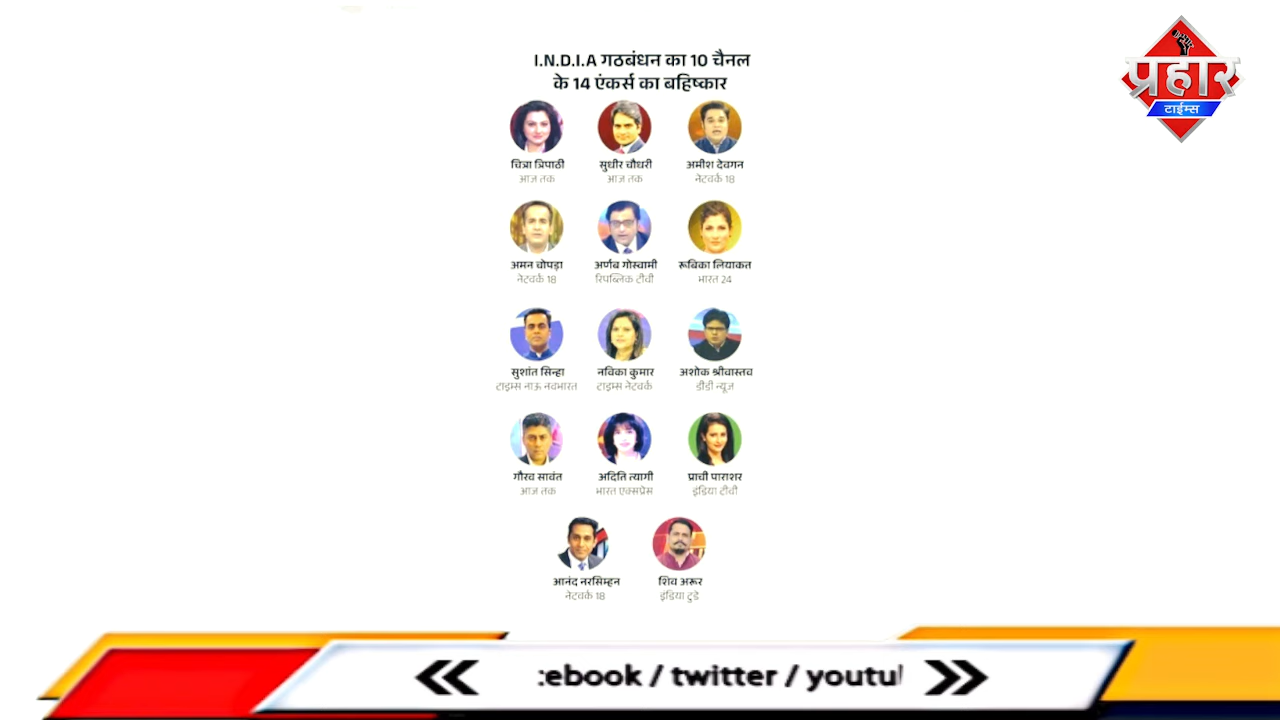 I.N.D.I.A गठबंधन का 10 चैनल
के 14 एंकर्स का बहिष्कार
प्रहार
टाईम्स
चित्रा त्रिपाठी
आज तक
सुधीर चौधरी
आज तक
अमीश देवगन
नेटवर्क 18
अमन चोपड़ा
नेटवर्क 18
अर्णब गोस्वामी
रिपब्लिक टीवी
रूबिका लियाकत
भारत 24
सुशांत सिन्हा
टाइम्स नाऊ नवभारत
नविका कुमार
टाइम्स नेटवर्क
अशोक श्रीवास्तव
डीडी न्यूज
गौरव सावंत
आज तक
अदिति त्यागी
भारत एक्सप्रेस
प्राची पाराशर
इंडिया टीवी
आनंद नरसिम्हन
नेटवर्क 18
शिव अरूर
इंडिया टुडे
cebook / twitter / youtu